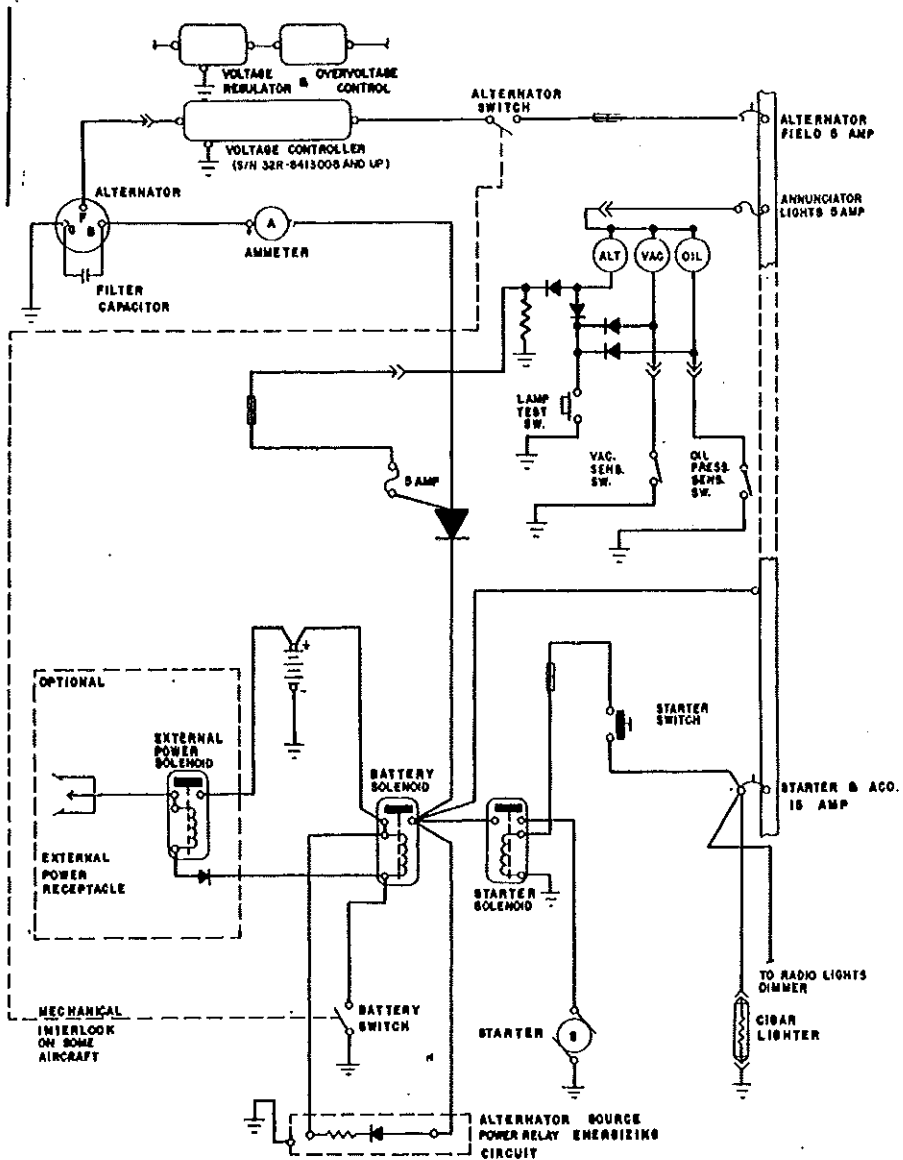 VOLTAGE
REGULATOR
&
OVERVOLTAGE
CONTROL
ALTERNATOR
SWITCH
ALTERNATOR
FIELD 5 AMP
VOLTAGE CONTROLLER
(S/N 32R-8413008 AND UP)
ALTERNATOR
F
G
B
A
AMMETER
FILTER
CAPACITOR
ANNUNCIATOR
LIGHTS 5 AMP
ALT
VAC
OIL
LAMP
TEST
SW.
VAC.
SENS.
SW.
OIL
PRESS.
SENS.
SW.
5 AMP
+
-
OPTIONAL
EXTERNAL
POWER
SOLENOID
BATTERY
SOLENOID
STARTER
SWITCH
STARTER & ACC.
15 AMP
EXTERNAL
POWER
RECEPTACLE
STARTER
SOLENOID
TO RADIO LIGHTS
DIMMER
MECHANICAL
INTERLOCK
ON SOME
AIRCRAFT
BATTERY
SWITCH
STARTER
S
CIGAR
LIGHTER
ALTERNATOR SOURCE
POWER RELAY ENERGIZING
CIRCUIT